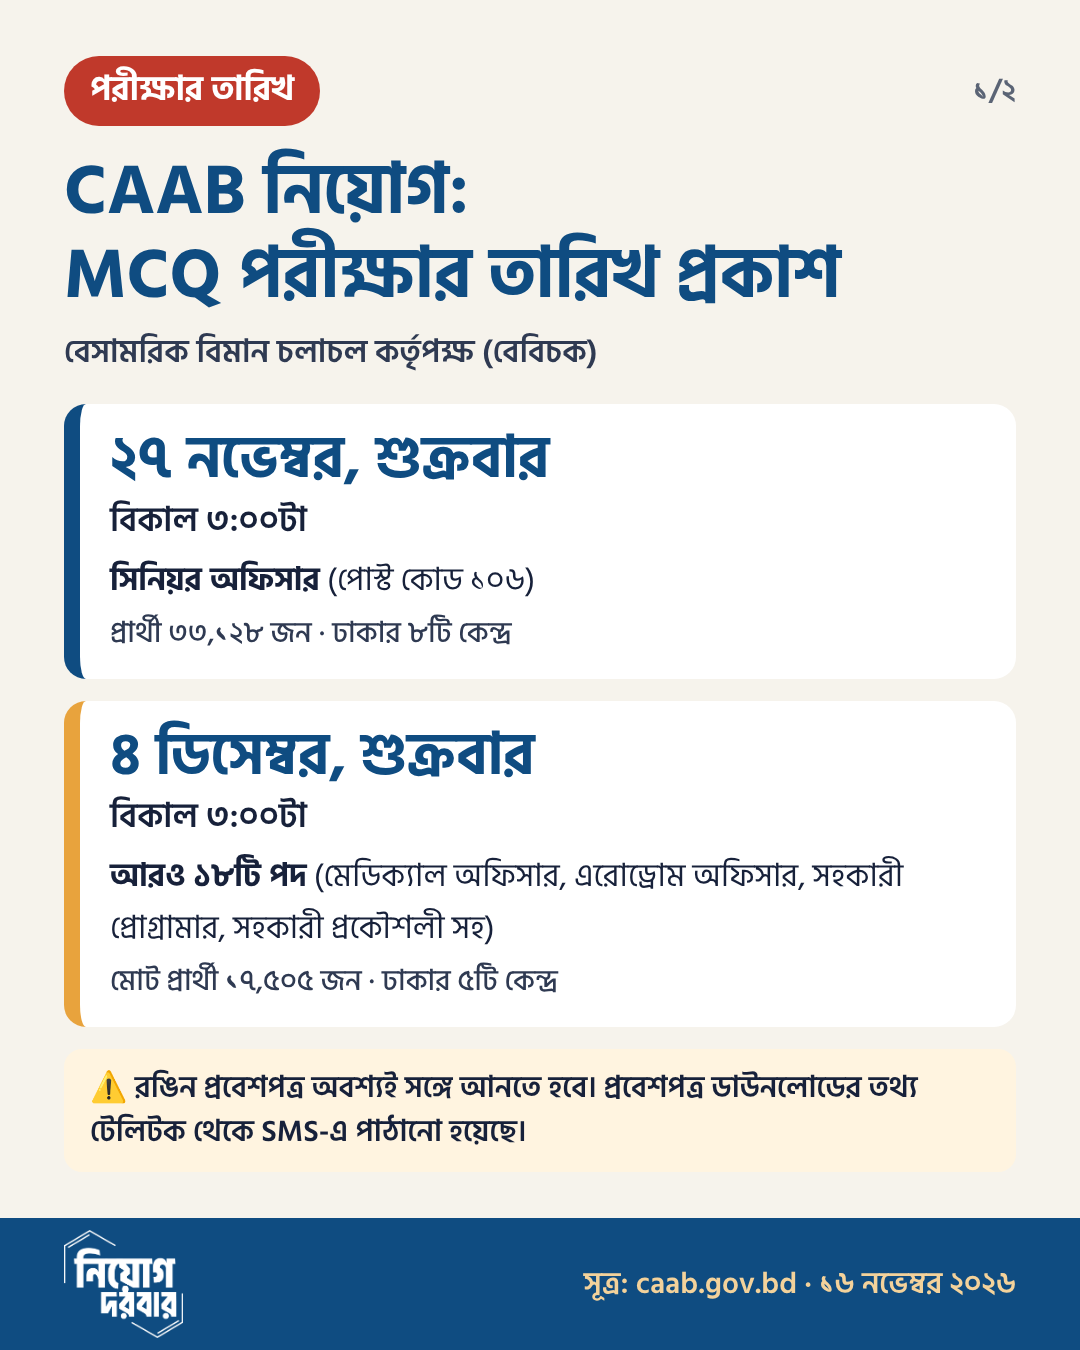 পরীক্ষার তারিখ
১/২
CAAB নিয়োগ:
MCQ পরীক্ষার তারিখ প্রকাশ
বেসামরিক বিমান চলাচল কর্তৃপক্ষ (বেবিচক)
২৭ নভেম্বর, শুক্রবার
বিকাল ৩:০০টা
সিনিয়র অফিসার (পোস্ট কোড ১০৬)
প্রার্থী ৩৩,১২৮ জন · ঢাকার ৮টি কেন্দ্র
৪ ডিসেম্বর, শুক্রবার
বিকাল ৩:০০টা
আরও ১৮টি পদ (মেডিক্যাল অফিসার, এরোড্রোম অফিসার, সহকারী
প্রোগ্রামার, সহকারী প্রকৌশলী সহ)
মোট প্রার্থী ১৭,৫০৫ জন · ঢাকার ৫টি কেন্দ্র
⚠️ রঙিন প্রবেশপত্র অবশ্যই সঙ্গে আনতে হবে। প্রবেশপত্র ডাউনলোডের তথ্য
টেলিটক থেকে SMS-এ পাঠানো হয়েছে।
নিয়োগ
দরবার
সূত্র: caab.gov.bd · ১৬ নভেম্বর ২০২৬